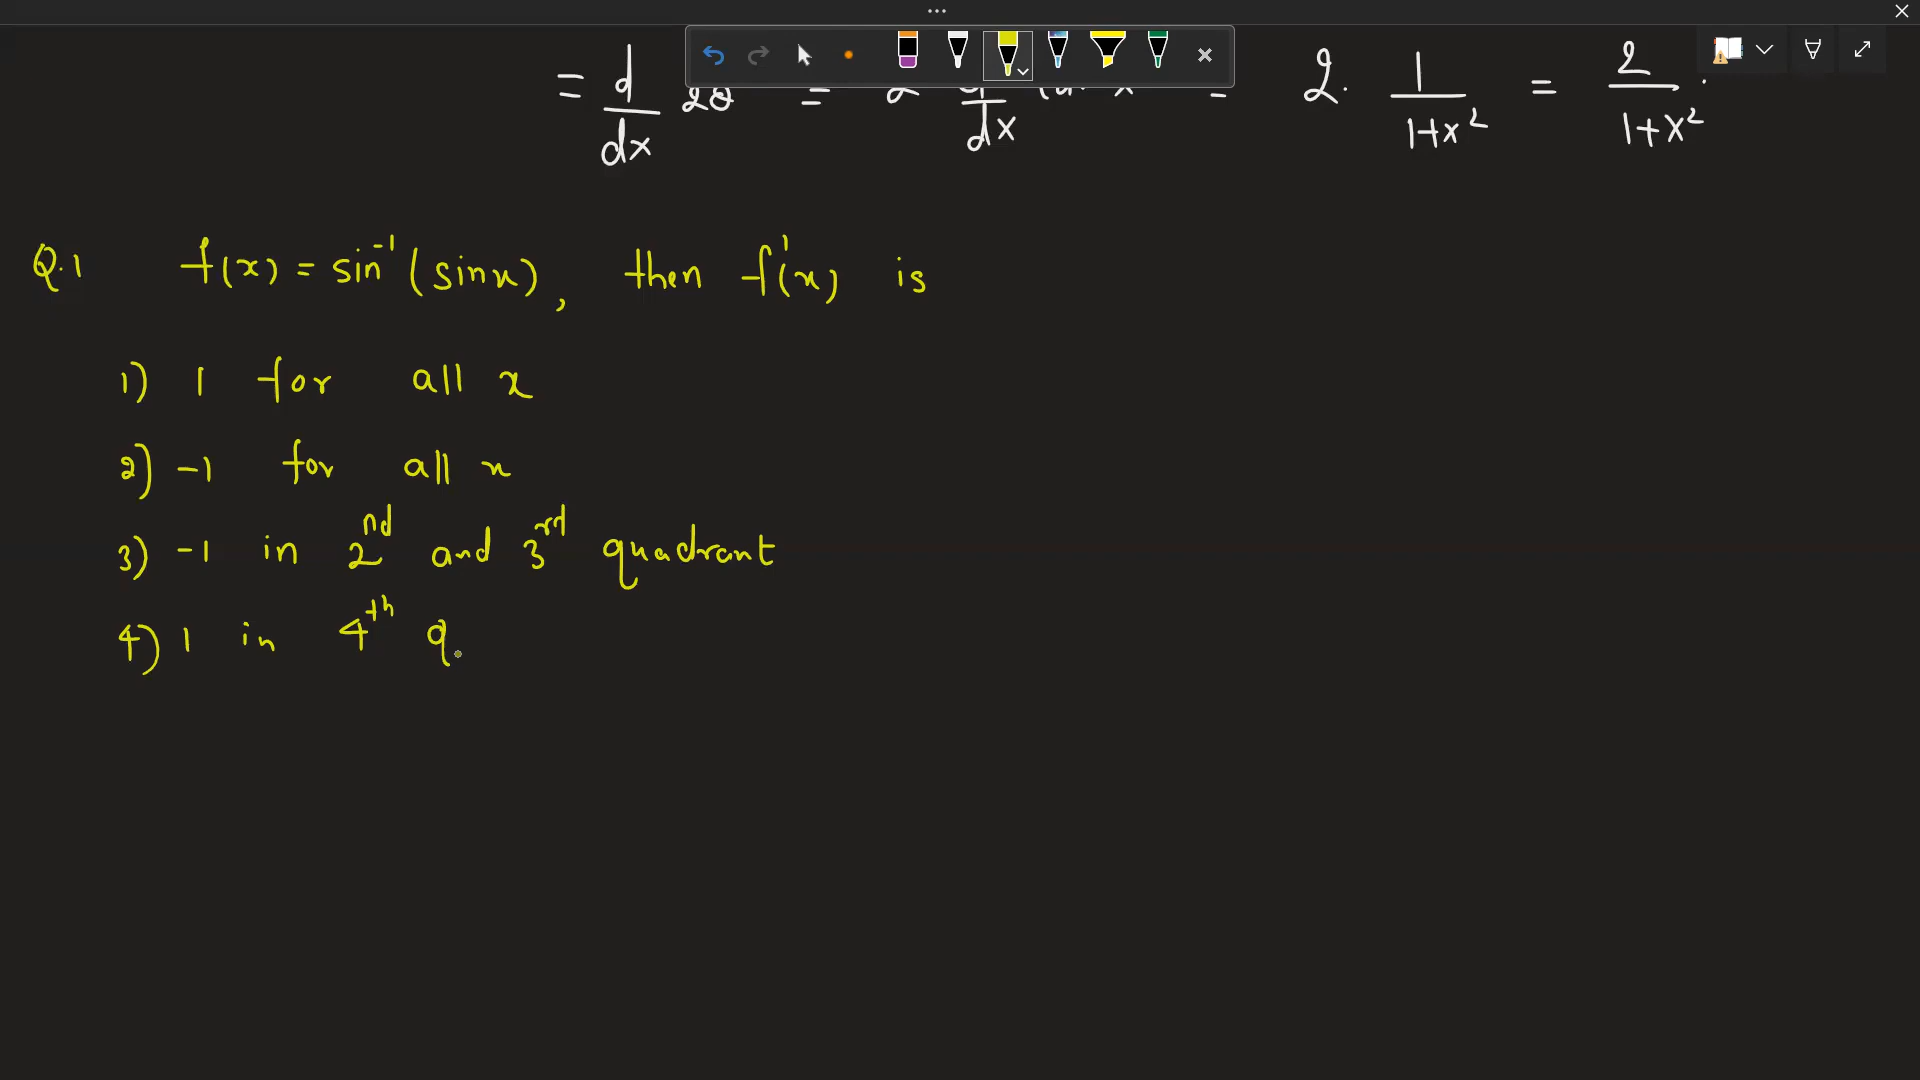 = d/dx 2θ = 2 d/dx x = 2. 1/1+x² = 2/1+x² .
Q.1 f(x) = sin⁻¹(sinx), then f'(x) is
1) 1 for all x
2) -1 for all x
3) -1 in 2nd and 3rd quadrant
4) 1 in 4th q